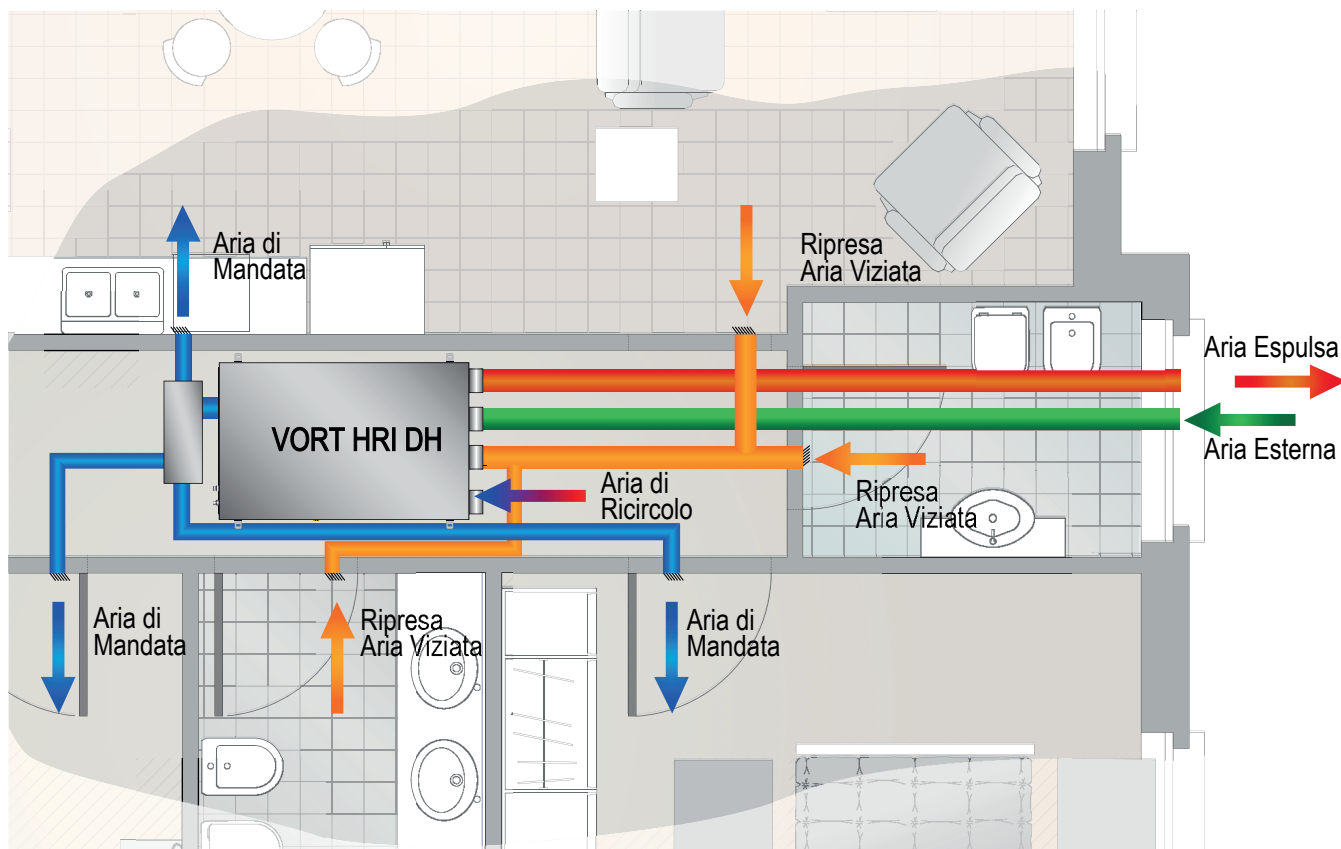 Aria di
Mandata
Ripresa
Aria Viziata
Aria Espulsa
VORT HRI DH
Aria Esterna
Aria di
Ricircolo
Ripresa
Aria Viziata
Aria di
Mandata
Ripresa
Aria Viziata
Aria di
Mandata